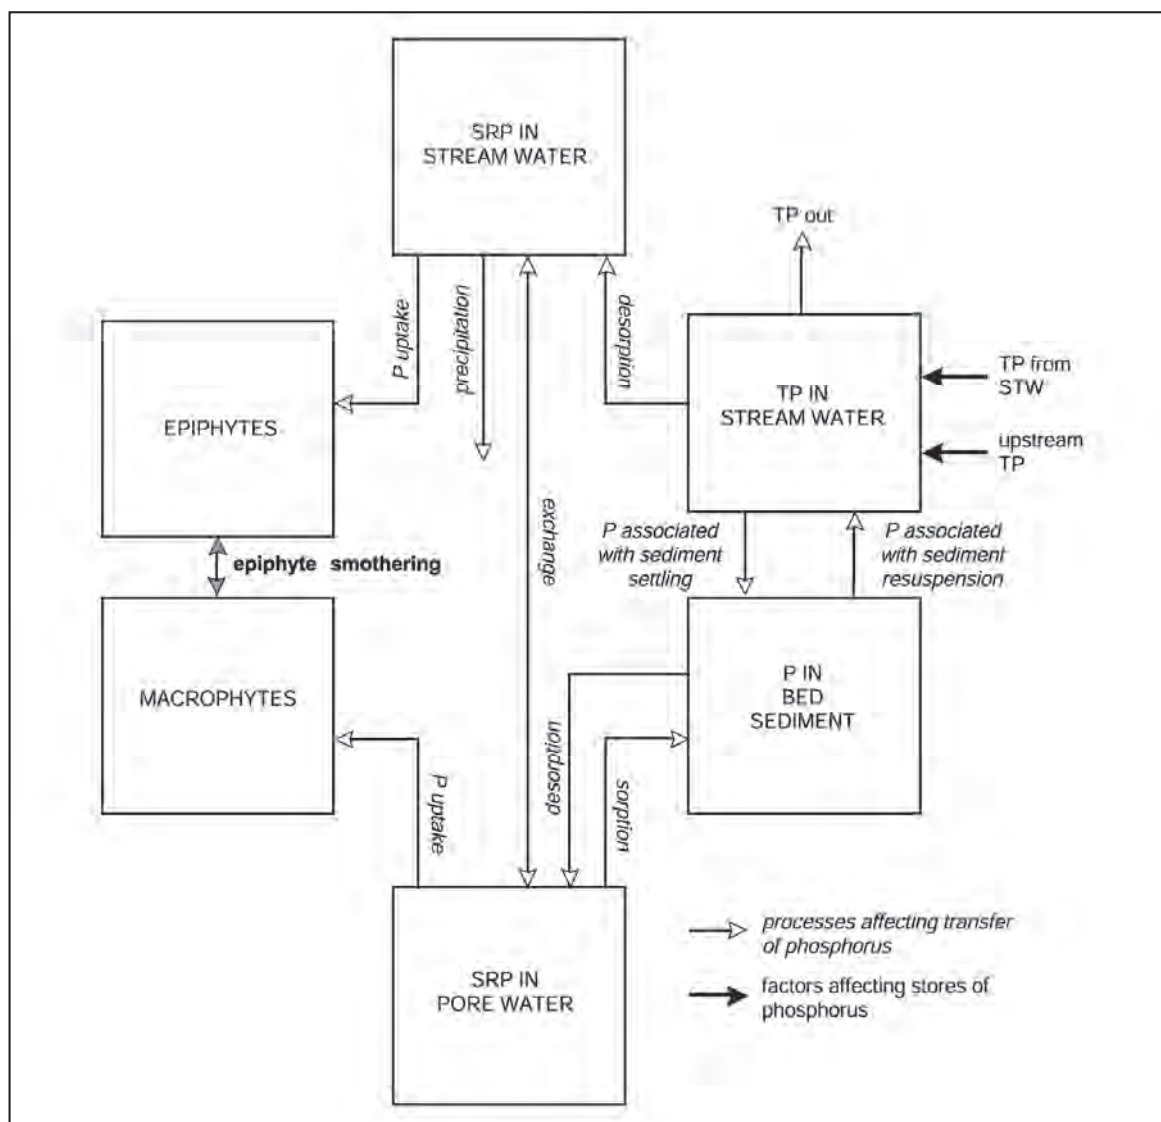 SRP IN
STREAM WATER
TP out
P uptake
precipitation
desorption
TP IN
STREAM WATER
TP from
STW
upstream
TP
EPIPHYTES
exchange
P associated
with sediment
settling
P associated
with sediment
resuspension
epiphyte smothering
MACROPHYTES
P IN
BED
SEDIMENT
P uptake
desorption
sorption
SRP IN
PORE WATER
processes affecting transfer
of phosphorus
factors affecting stores of
phosphorus